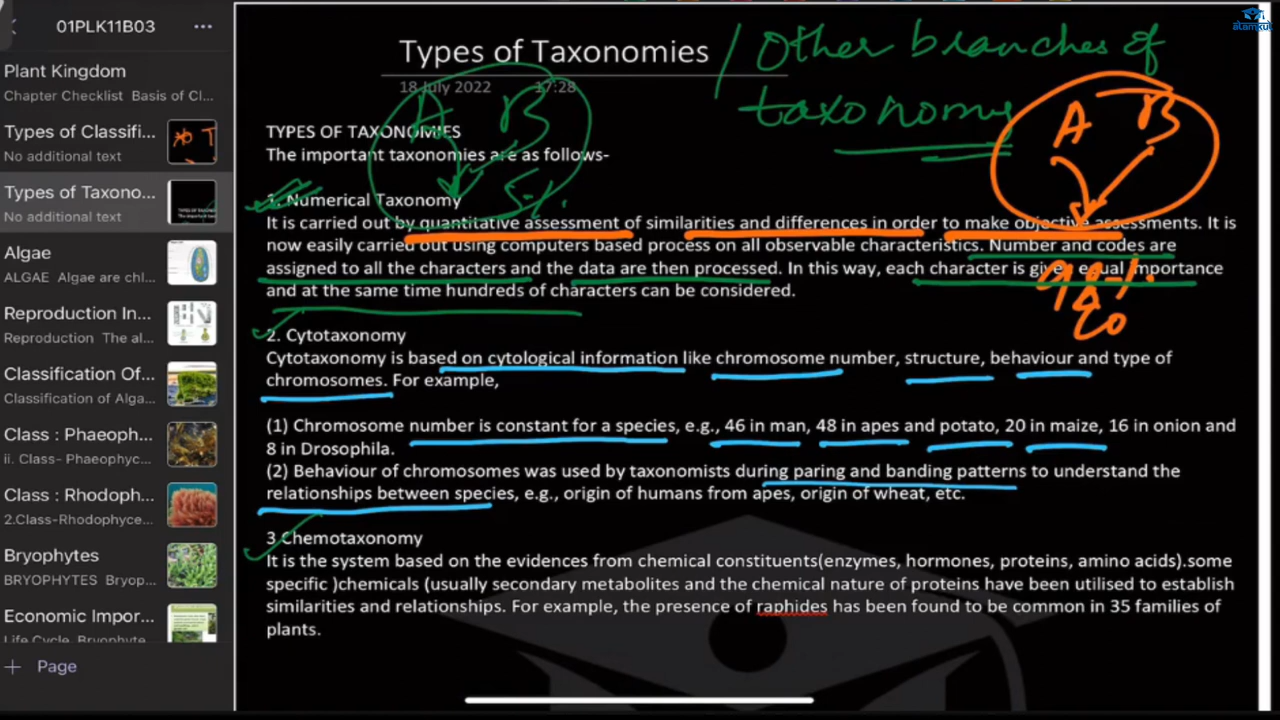 01PLK11B03
Plant Kingdom
Chapter Checklist Basis of Cl...
Types of Classifi...
No additional text
Types of Taxono...
No additional text
Algae
ALGAE Algae are chl...
Reproduction In...
Reproduction The al...
Classification Of...
Classification of Alga...
Class : Phaeoph...
ii. Class- Phaeophyc...
Class : Rhodoph...
2.Class-Rhodophyce...
Bryophytes
BRYOPHYTES Bryop...
Economic Impor...
Life Cycle Bryophyte...
+ Page
Types of Taxonomies / Other branches of
taxonomy
18 July 2022 17:28
A B
5%
A B
TYPES OF TAXONOMIES
The important taxonomies are as follows-
1. Numerical Taxonomy
It is carried out by quantitative assessment of similarities and differences in order to make objective assessments. It is
now easily carried out using computers based process on all observable characteristics. Number and codes are
assigned to all the characters and the data are then processed. In this way, each character is given equal importance
and at the same time hundreds of characters can be considered.
2. Cytotaxonomy
Cytotaxonomy is based on cytological information like chromosome number, structure, behaviour and type of
chromosomes. For example,
(1) Chromosome number is constant for a species, e.g., 46 in man, 48 in apes and potato, 20 in maize, 16 in onion and
8 in Drosophila.
(2) Behaviour of chromosomes was used by taxonomists during paring and banding patterns to understand the
relationships between species, e.g., origin of humans from apes, origin of wheat, etc.
3 Chemotaxonomy
It is the system based on the evidences from chemical constituents(enzymes, hormones, proteins, amino acids).some
specific )chemicals (usually secondary metabolites and the chemical nature of proteins have been utilised to establish
similarities and relationships. For example, the presence of raphides has been found to be common in 35 families of
plants.